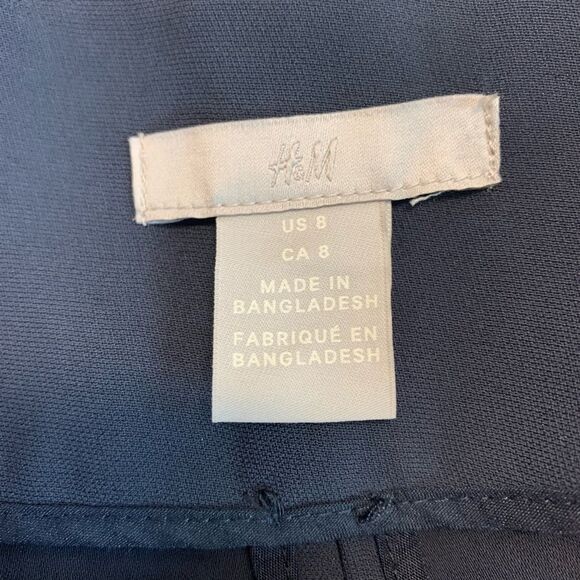 H&M
US 8
CA 8
MADE IN
BANGLADESH
FABRIQUÉ EN
BANGLADESH